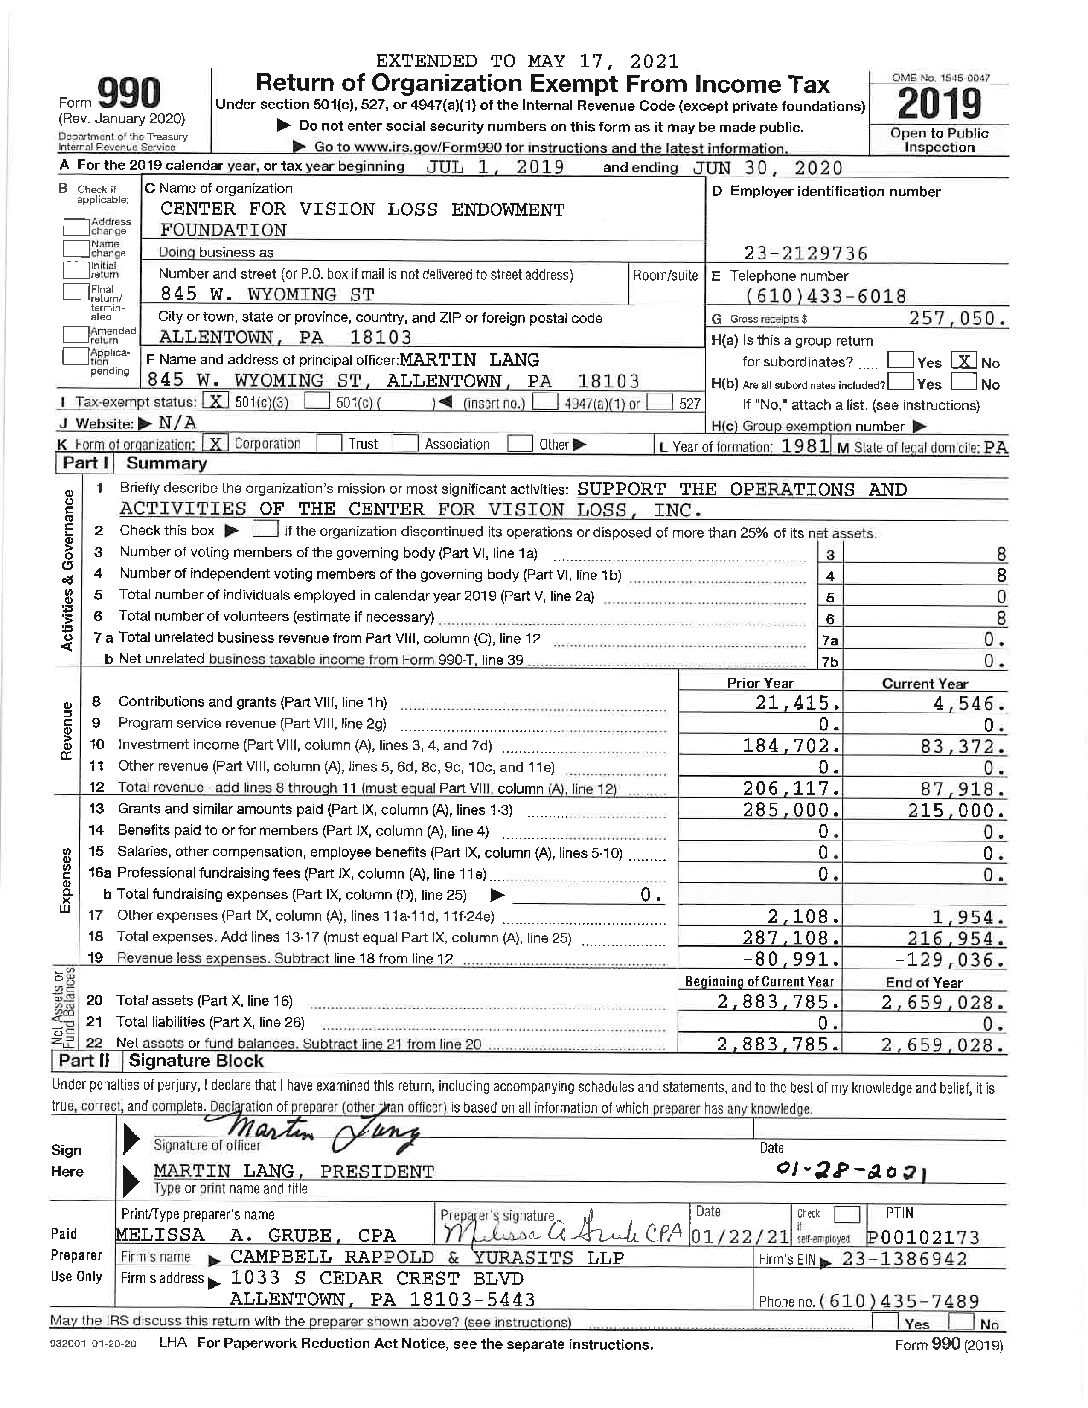 EXTENDED TO MAY 17, 2021
Form 990
(Rev. January 2020)
Department of the Treasury
Internal Revenue Service
Return of Organization Exempt From Income Tax
Under section 501(c), 527, or 4947(a)(1) of the Internal Revenue Code (except private foundations)
▶ Do not enter social security numbers on this form as it may be made public.
▶ Go to www.irs.gov/Form990 for instructions and the latest information.
OMB No. 1545-0047
2019
Open to Public
Inspection
A For the 2019 calendar year, or tax year beginning JUL 1, 2019 and ending JUN 30, 2020
B Check if applicable:
Address change
Name change
Initial return
Final return/terminated
Amended return
Application pending
C Name of organization
CENTER FOR VISION LOSS ENDOWMENT
FOUNDATION
Doing business as
Number and street (or P.O. box if mail is not delivered to street address) Room/suite
845 W. WYOMING ST
City or town, state or province, country, and ZIP or foreign postal code
ALLENTOWN, PA 18103
F Name and address of principal officer: MARTIN LANG
845 W. WYOMING ST, ALLENTOWN, PA 18103
D Employer identification number
23-2129736
E Telephone number
(610)433-6018
G Gross receipts $ 257,050.
H(a) Is this a group return
for subordinates? ..... Yes X No
H(b) Are all subordinates included? Yes No
If "No," attach a list. (see instructions)
H(c) Group exemption number ▶
I Tax-exempt status: X 501(c)(3) 501(c) ( )◀ (insert no.) 4947(a)(1) or 527
J Website: ▶ N/A
K Form of organization: X Corporation Trust Association Other ▶
L Year of formation: 1981 M State of legal domicile: PA
Part I Summary
Activities & Governance
1 Briefly describe the organization's mission or most significant activities: SUPPORT THE OPERATIONS AND
ACTIVITIES OF THE CENTER FOR VISION LOSS, INC.
2 Check this box ▶ if the organization discontinued its operations or disposed of more than 25% of its net assets.
3 Number of voting members of the governing body (Part VI, line 1a) 3 8
4 Number of independent voting members of the governing body (Part VI, line 1b) 4 8
5 Total number of individuals employed in calendar year 2019 (Part V, line 2a) 5 0
6 Total number of volunteers (estimate if necessary) 6 8
7 a Total unrelated business revenue from Part VIII, column (C), line 12 7a 0.
b Net unrelated business taxable income from Form 990-T, line 39 7b 0.
Prior Year Current Year
Revenue
8 Contributions and grants (Part VIII, line 1h) 21,415. 4,546.
9 Program service revenue (Part VIII, line 2g) 0. 0.
10 Investment income (Part VIII, column (A), lines 3, 4, and 7d) 184,702. 83,372.
11 Other revenue (Part VIII, column (A), lines 5, 6d, 8c, 9c, 10c, and 11e) 0. 0.
12 Total revenue - add lines 8 through 11 (must equal Part VIII, column (A), line 12) 206,117. 87,918.
Expenses
13 Grants and similar amounts paid (Part IX, column (A), lines 1-3) 285,000. 215,000.
14 Benefits paid to or for members (Part IX, column (A), line 4) 0. 0.
15 Salaries, other compensation, employee benefits (Part IX, column (A), lines 5-10) 0. 0.
16a Professional fundraising fees (Part IX, column (A), line 11e) 0. 0.
b Total fundraising expenses (Part IX, column (D), line 25) ▶ 0.
17 Other expenses (Part IX, column (A), lines 11a-11d, 11f-24e) 2,108. 1,954.
18 Total expenses. Add lines 13-17 (must equal Part IX, column (A), line 25) 287,108. 216,954.
19 Revenue less expenses. Subtract line 18 from line 12 -80,991. -129,036.
Net Assets or Fund Balances
Beginning of Current Year End of Year
20 Total assets (Part X, line 16) 2,883,785. 2,659,028.
21 Total liabilities (Part X, line 26) 0. 0.
22 Net assets or fund balances. Subtract line 21 from line 20 2,883,785. 2,659,028.
Part II Signature Block
Under penalties of perjury, I declare that I have examined this return, including accompanying schedules and statements, and to the best of my knowledge and belief, it is
true, correct, and complete. Declaration of preparer (other than officer) is based on all information of which preparer has any knowledge.
Sign Here
Martin Lang
Signature of officer
Date
01-28-2021
MARTIN LANG, PRESIDENT
Type or print name and title
Paid Preparer Use Only
Print/Type preparer's name
MELISSA A. GRUBE, CPA
Preparer's signature
Melissa A Grube CPA
Date
01/22/21
Check if self-employed
PTIN
P00102173
Firm's name ▶ CAMPBELL RAPPOLD & YURASITS LLP
Firm's EIN ▶ 23-1386942
Firm's address ▶ 1033 S CEDAR CREST BLVD
ALLENTOWN, PA 18103-5443
Phone no. (610)435-7489
May the IRS discuss this return with the preparer shown above? (see instructions) Yes No
932001 01-20-20 LHA For Paperwork Reduction Act Notice, see the separate instructions. Form 990 (2019)